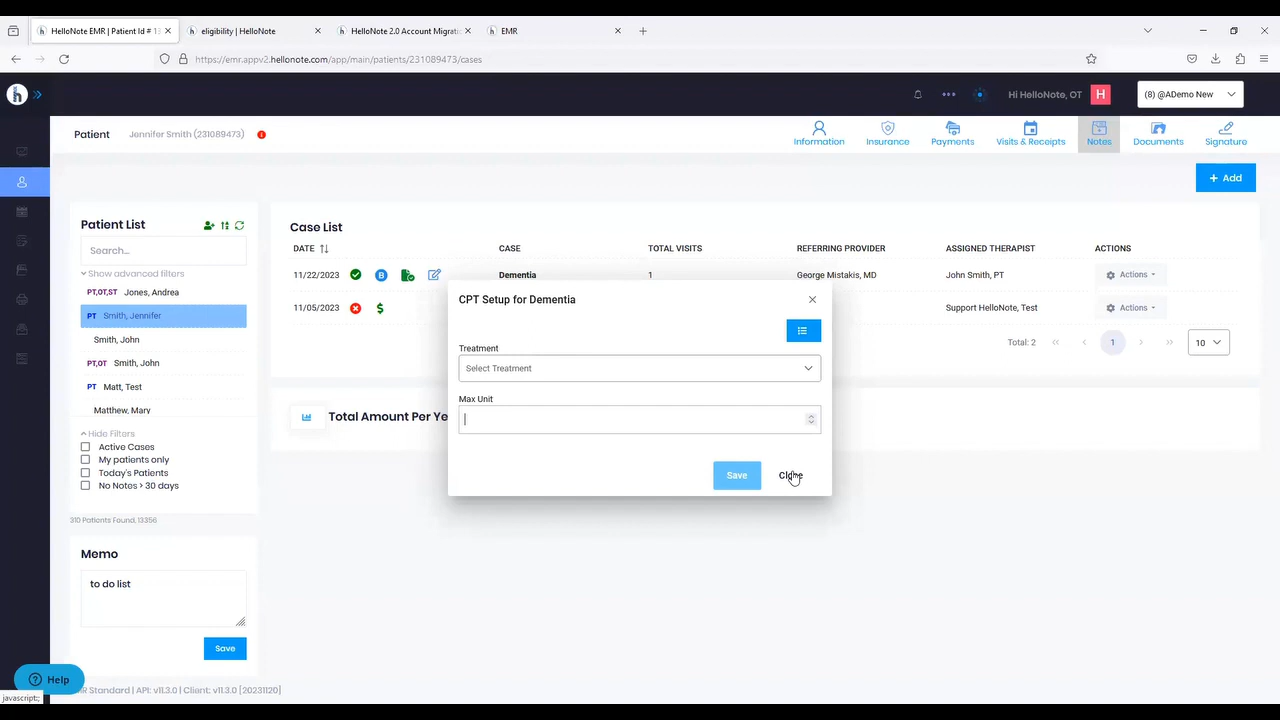 HelloNote EMR | Patient Id # 13
eligibility | HelloNote
HelloNote 2.0 Account Migrati
EMR
https://emr.appv2.hellonote.com/app/main/patients/231089473/cases
Hi HelloNote, OT
H
(8) @ADemo New
Patient
Jennifer Smith (231089473)
Information
Insurance
Payments
Visits & Receipts
Notes
Documents
Signature
+ Add
Patient List
Search...
Show advanced filters
PT,OT,ST Jones, Andrea
PT Smith, Jennifer
Smith, John
PT,OT Smith, John
PT Matt, Test
Matthew, Mary
Hide Filters
Active Cases
My patients only
Today's Patients
No Notes > 30 days
310 Patients Found, 13356
Memo
to do list
Save
Case List
DATE CASE TOTAL VISITS REFERRING PROVIDER ASSIGNED THERAPIST ACTIONS
11/22/2023 B Dementia 1 George Mistakis, MD John Smith, PT Actions
11/05/2023 $ Support HelloNote, Test Actions
Total: 2 1 10
Total Amount Per Ye
CPT Setup for Dementia
Treatment
Select Treatment
Max Unit
Save
Close
Help
R Standard | API: v11.3.0 | Client: v11.3.0 [20231120]
javascript:;